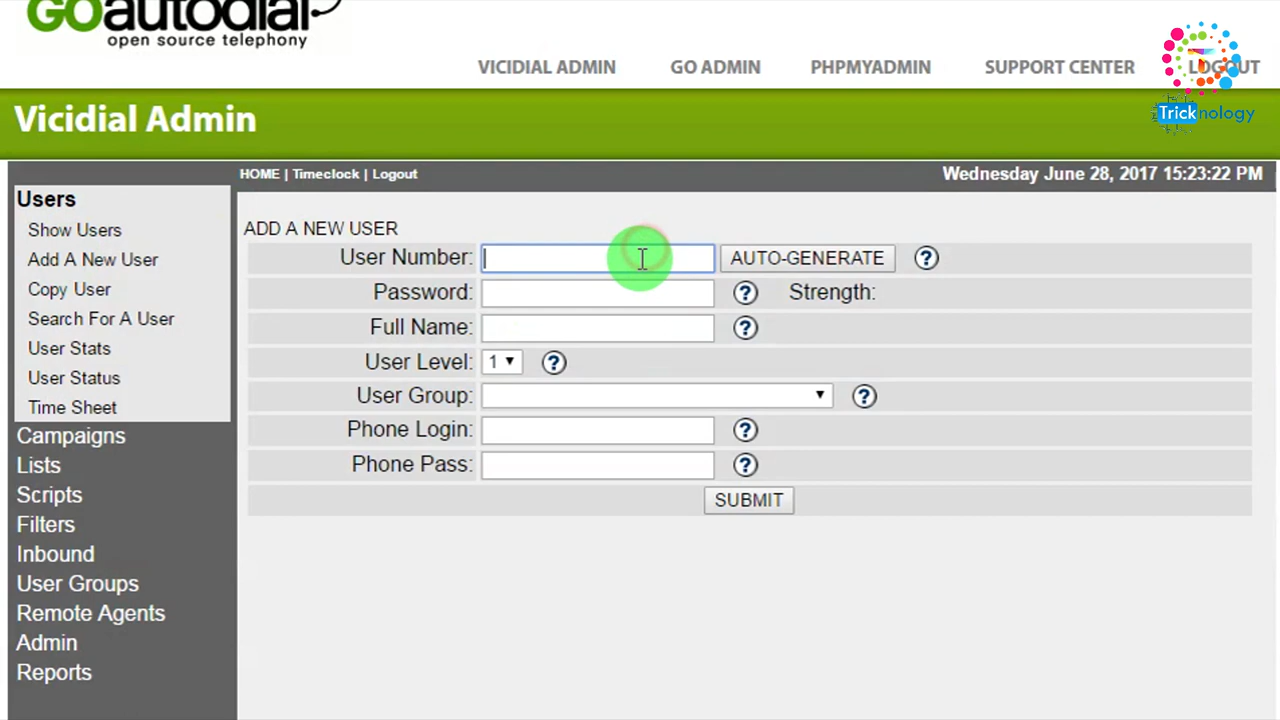 GOautodial
open source telephony
VICIDIAL ADMIN GO ADMIN PHPMYADMIN SUPPORT CENTER LOGOUT
Tricknology
Vicidial Admin
HOME | Timeclock | Logout Wednesday June 28, 2017 15:23:22 PM
Users
Show Users
Add A New User
Copy User
Search For A User
User Stats
User Status
Time Sheet
Campaigns
Lists
Scripts
Filters
Inbound
User Groups
Remote Agents
Admin
Reports
ADD A NEW USER
User Number: AUTO-GENERATE ?
Password: ? Strength:
Full Name: ?
User Level: 1 ?
User Group: ?
Phone Login: ?
Phone Pass: ?
SUBMIT